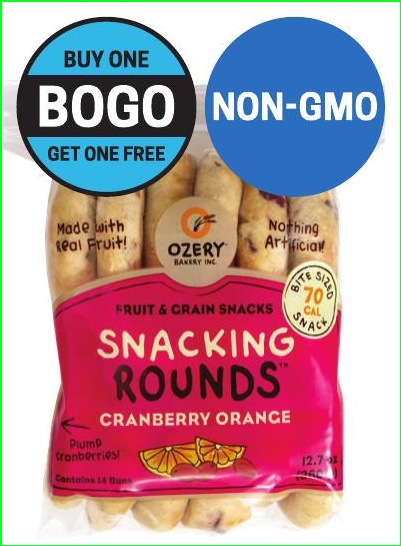 BUY ONE
BOGO
GET ONE FREE
NON-GMO
Made with
Real Fruit!
OZERY
BAKERY INC.
Nothing
Artificial!
BITE SIZED
70
CAL
SNACK
FRUIT & GRAIN SNACKS
SNACKING
ROUNDS™
CRANBERRY ORANGE
Plump
Cranberries!
Contains 14 Buns
12.7 oz